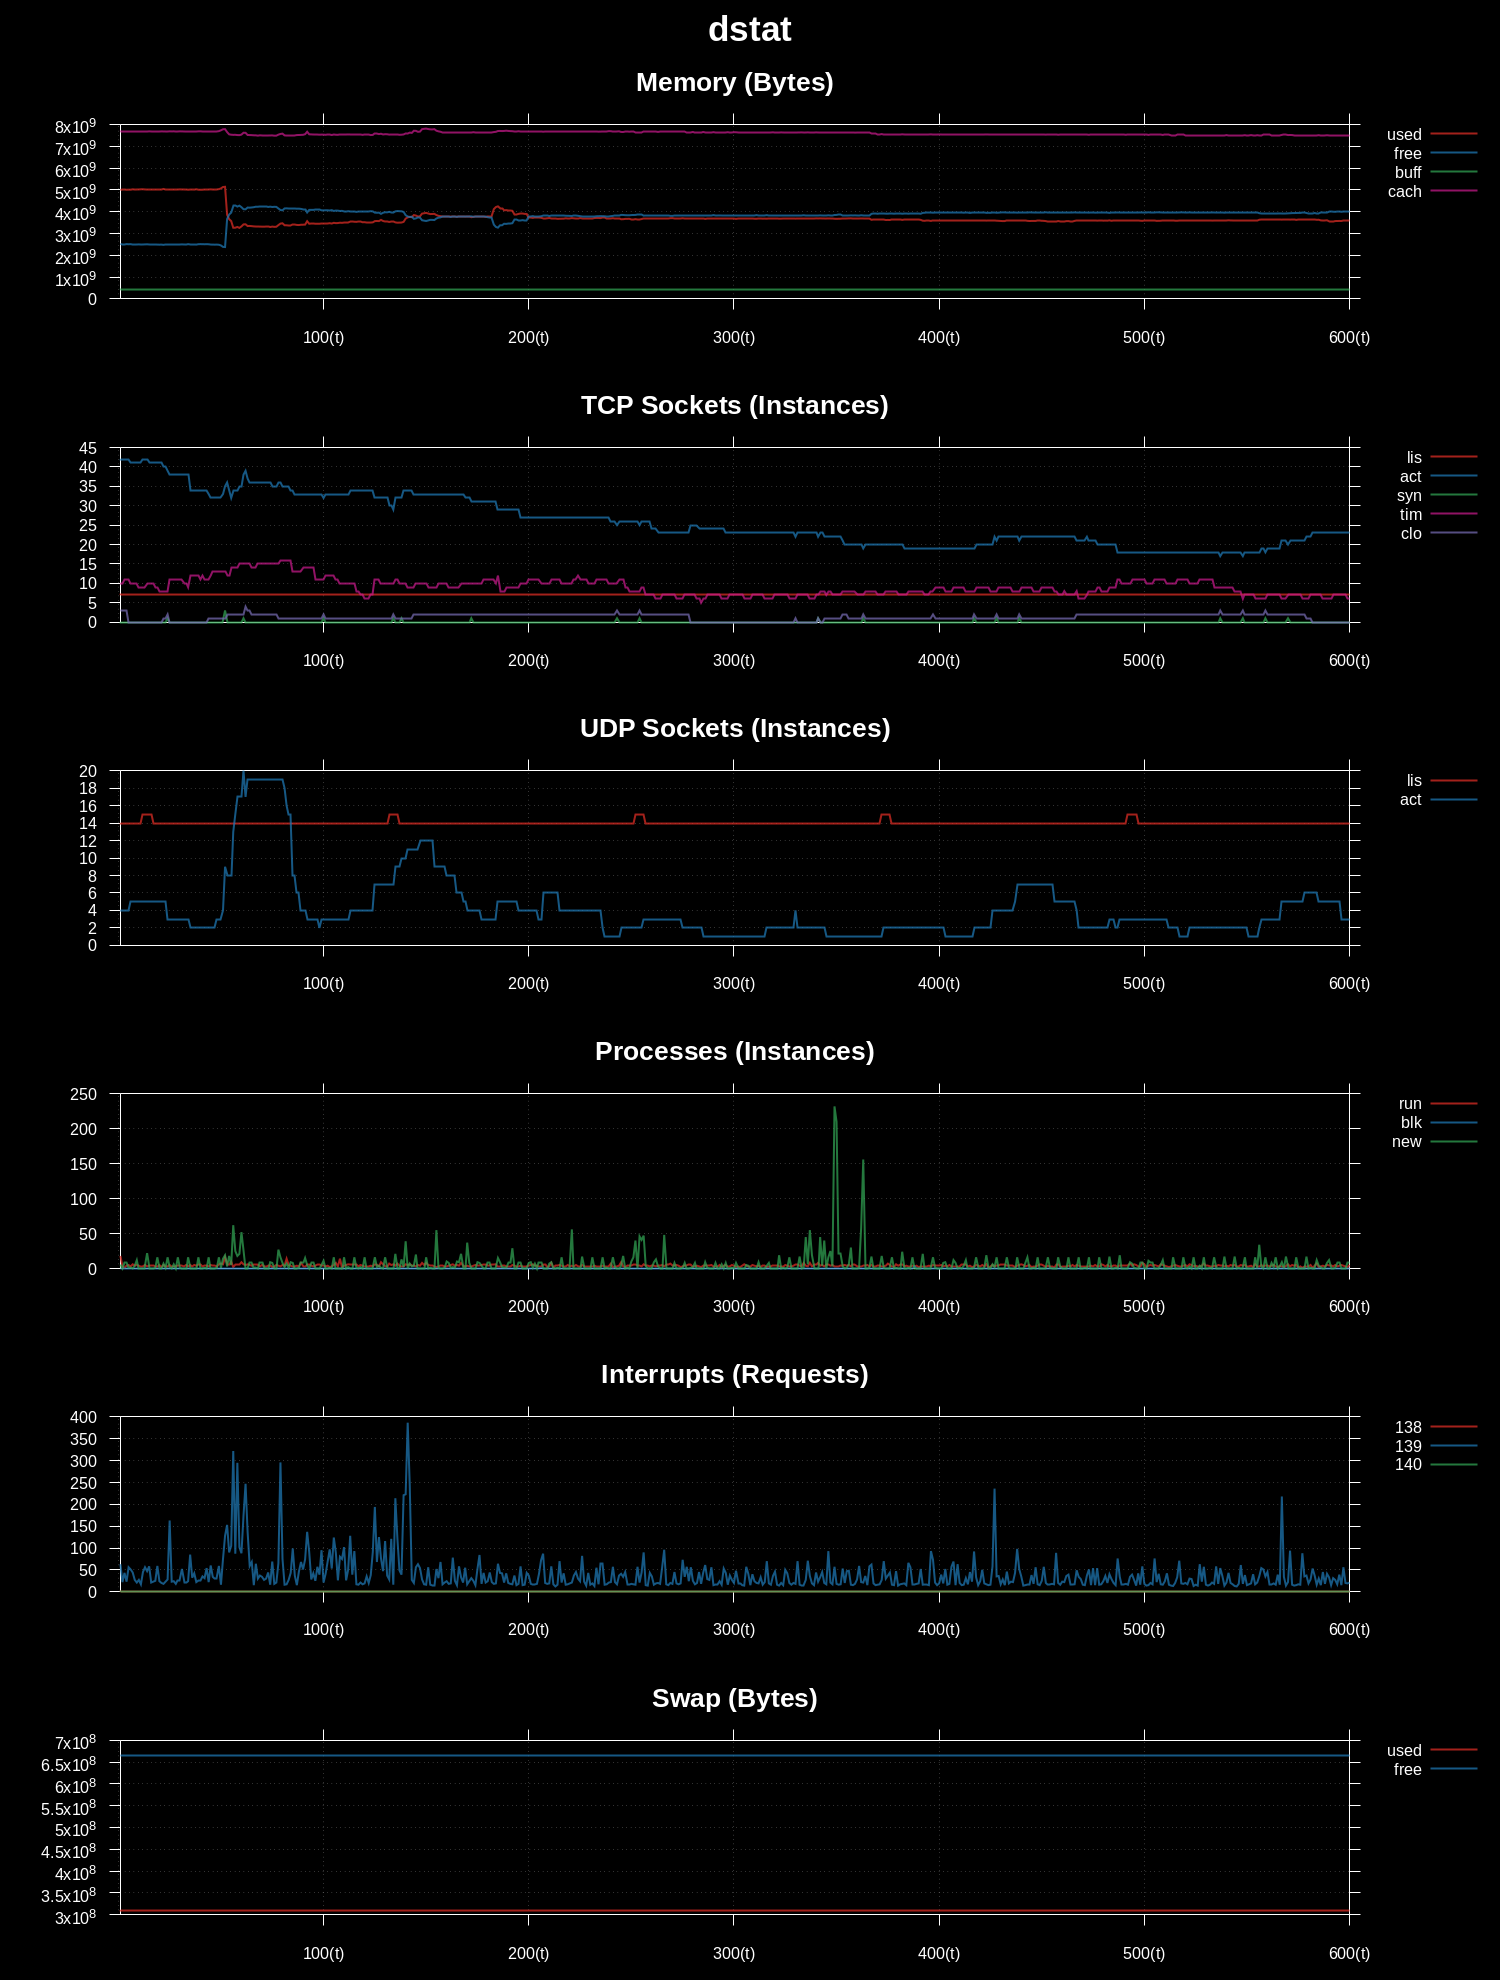 dstat
Memory (Bytes)
8x10⁹
7x10⁹
6x10⁹
5x10⁹
4x10⁹
3x10⁹
2x10⁹
1x10⁹
0
100(t) 200(t) 300(t) 400(t) 500(t) 600(t)
used
free
buff
cach
TCP Sockets (Instances)
45
40
35
30
25
20
15
10
5
0
100(t) 200(t) 300(t) 400(t) 500(t) 600(t)
lis
act
syn
tim
clo
UDP Sockets (Instances)
20
18
16
14
12
10
8
6
4
2
0
100(t) 200(t) 300(t) 400(t) 500(t) 600(t)
lis
act
Processes (Instances)
250
200
150
100
50
0
100(t) 200(t) 300(t) 400(t) 500(t) 600(t)
run
blk
new
Interrupts (Requests)
400
350
300
250
200
150
100
50
0
100(t) 200(t) 300(t) 400(t) 500(t) 600(t)
138
139
140
Swap (Bytes)
7x10⁸
6.5x10⁸
6x10⁸
5.5x10⁸
5x10⁸
4.5x10⁸
4x10⁸
3.5x10⁸
3x10⁸
100(t) 200(t) 300(t) 400(t) 500(t) 600(t)
used
free